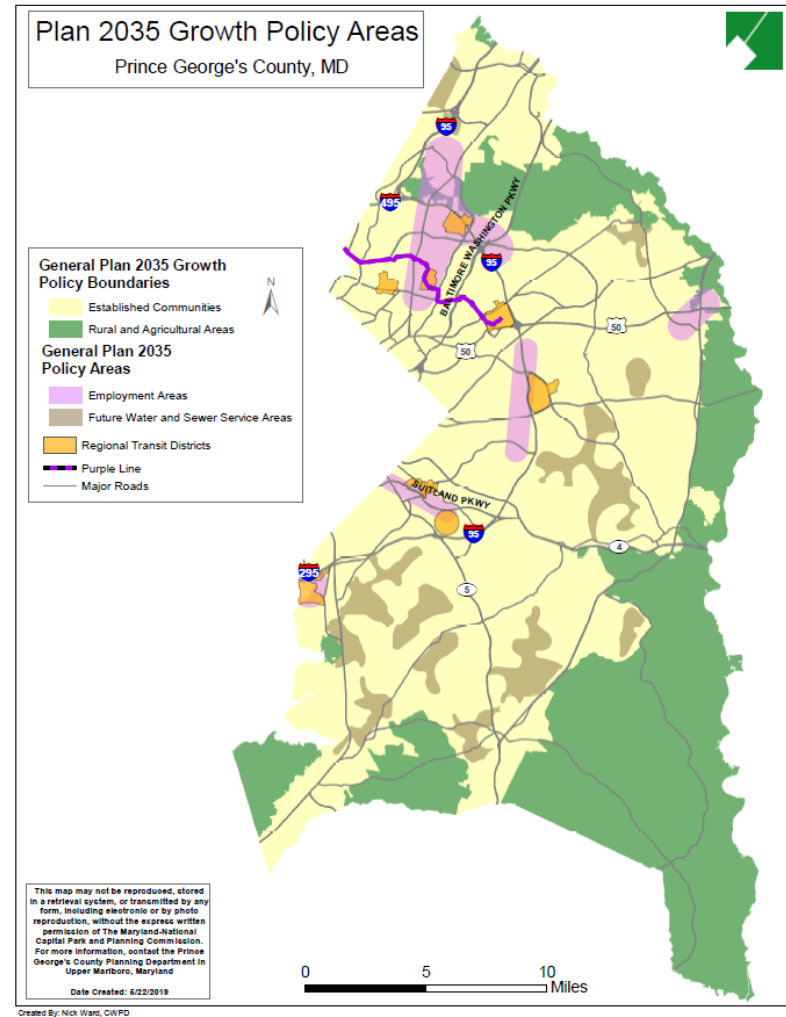 Plan 2035 Growth Policy Areas
Prince George's County, MD
95
495
BALTIMORE WASHINGTON PKWY
95
50
50
General Plan 2035 Growth
Policy Boundaries
N
Established Communities
Rural and Agricultural Areas
General Plan 2035
Policy Areas
Employment Areas
Future Water and Sewer Service Areas
Regional Transit Districts
Purple Line
Major Roads
SUITLAND PKWY
95
4
295
5
This map may not be reproduced, stored
in a retrieval system, or transmitted by any
form, including electronic or by photo
reproduction, without the express written
permission of The Maryland-National
Capital Park and Planning Commission.
For more information, contact the Prince
George's County Planning Department in
Upper Marlboro, Maryland
Date Created: 5/22/2019
0 5 10
Miles
Created By: Nick Ward, CWPD